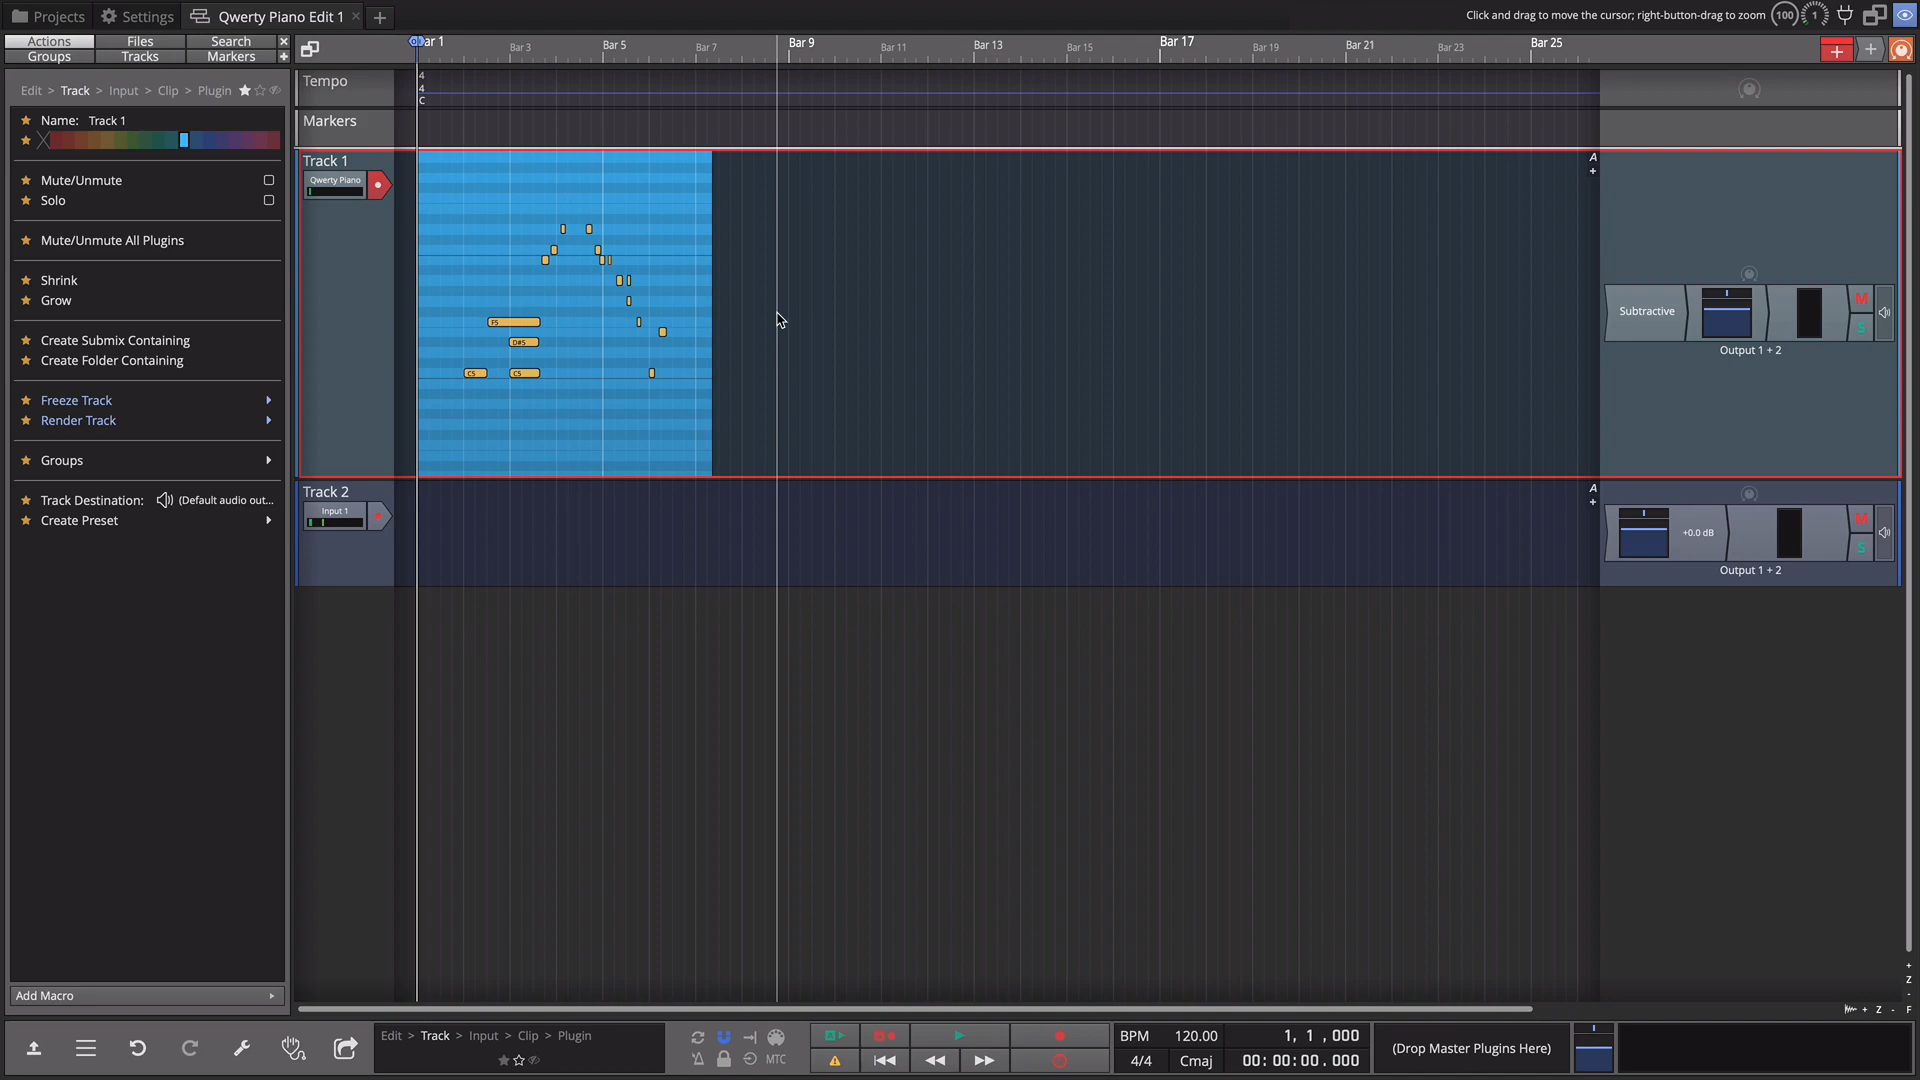 Projects Settings Qwerty Piano Edit 1 × +
Click and drag to move the cursor; right-button-drag to zoom 100 1
Actions Files Search
Groups Tracks Markers
Bar 1 Bar 3 Bar 5 Bar 7 Bar 9 Bar 11 Bar 13 Bar 15 Bar 17 Bar 19 Bar 21 Bar 23 Bar 25
Edit > Track > Input > Clip > Plugin
Name: Track 1
Mute/Unmute
Solo
Mute/Unmute All Plugins
Shrink
Grow
Create Submix Containing
Create Folder Containing
Freeze Track
Render Track
Groups
Track Destination: (Default audio out...
Create Preset
Add Macro
Tempo
4
4
C
Markers
Track 1
Qwerty Piano
F5
D#5
C5 C5
A
+
Subtractive
M
S
Output 1 + 2
Track 2
Input 1
A
+
+0.0 dB
M
S
Output 1 + 2
+
Z
-
+ Z - F
Edit > Track > Input > Clip > Plugin
MTC
A A
BPM 120.00 1, 1 ,000
4/4 Cmaj 00: 00: 00 .000
(Drop Master Plugins Here)